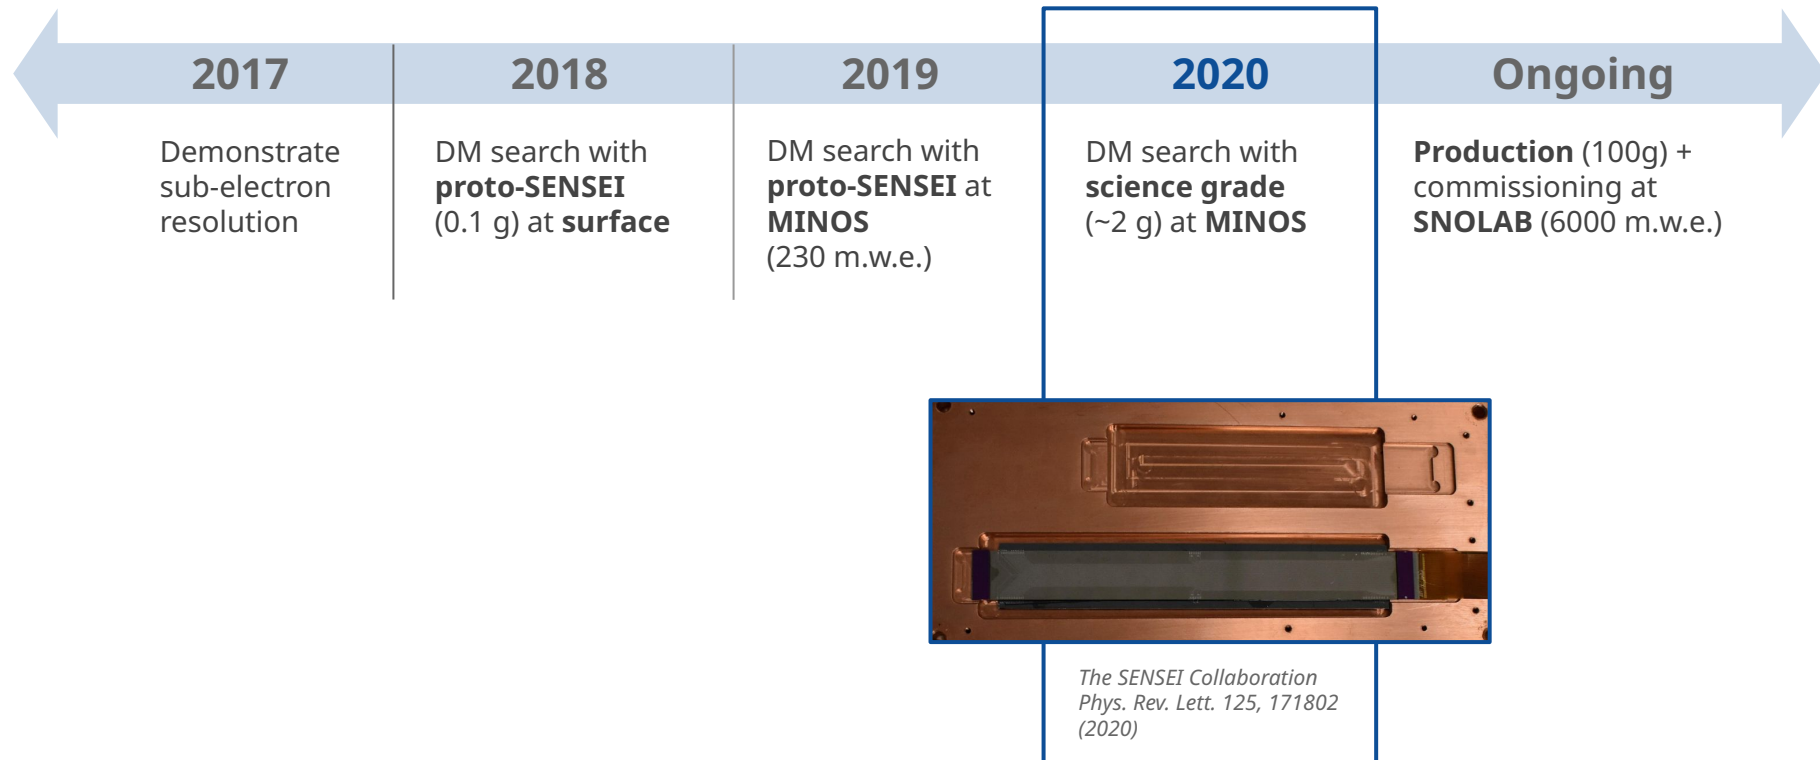 2017
Demonstrate
sub-electron
resolution
2018
DM search with
proto-SENSEI
(0.1 g) at surface
2019
DM search with
proto-SENSEI at
MINOS
(230 m.w.e.)
2020
DM search with
science grade
(~2 g) at MINOS
Ongoing
Production (100g) +
commissioning at
SNOLAB (6000 m.w.e.)
The SENSEI Collaboration
Phys. Rev. Lett. 125, 171802
(2020)